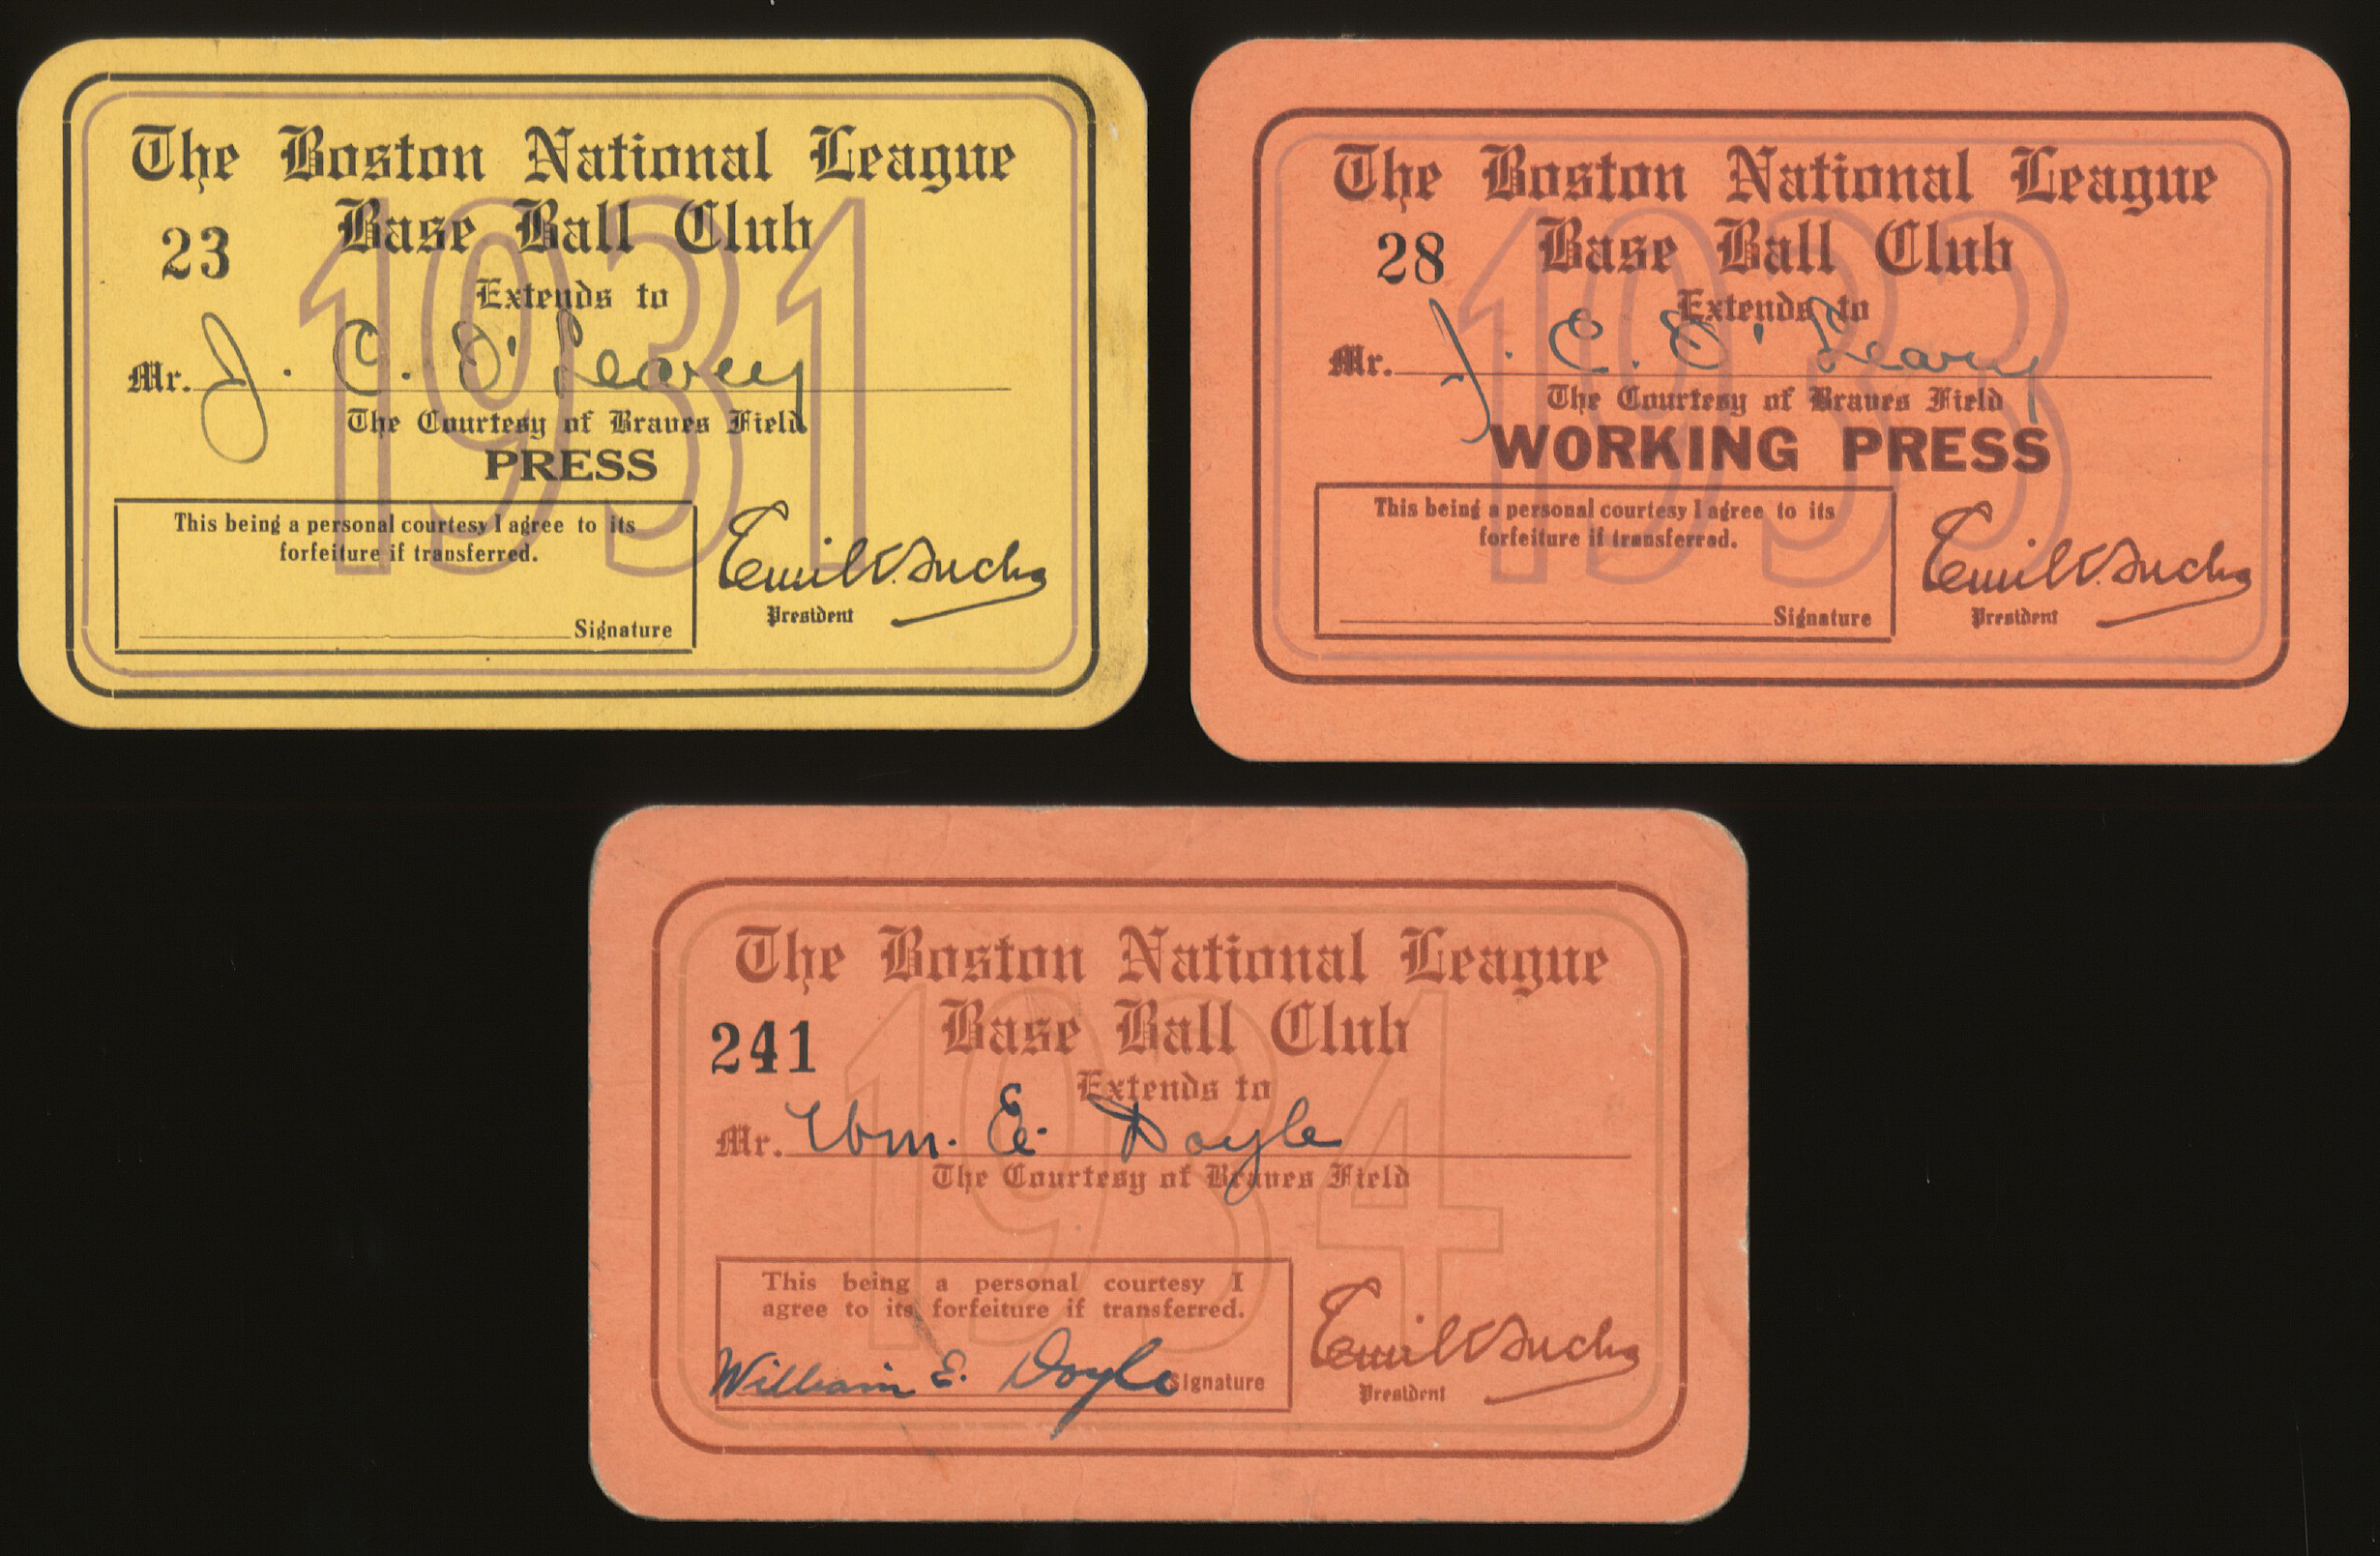 The Boston National League
Base Ball Club
23
1931
Extends to
Mr. J. C. O'Leary
The Courtesy of Braves Field
PRESS
This being a personal courtesy I agree to its
forfeiture if transferred.
Signature
Emil V. Fuchs
President
The Boston National League
Base Ball Club
28
1933
Extends to
Mr. J. C. O'Leary
The Courtesy of Braves Field
WORKING PRESS
This being a personal courtesy I agree to its
forfeiture if transferred.
Signature
Emil V. Fuchs
President
The Boston National League
Base Ball Club
241
1934
Extends to
Mr. Wm. E. Doyle
The Courtesy of Braves Field
This being a personal courtesy I
agree to its forfeiture if transferred.
William E. Doyle Signature
Emil V. Fuchs
President